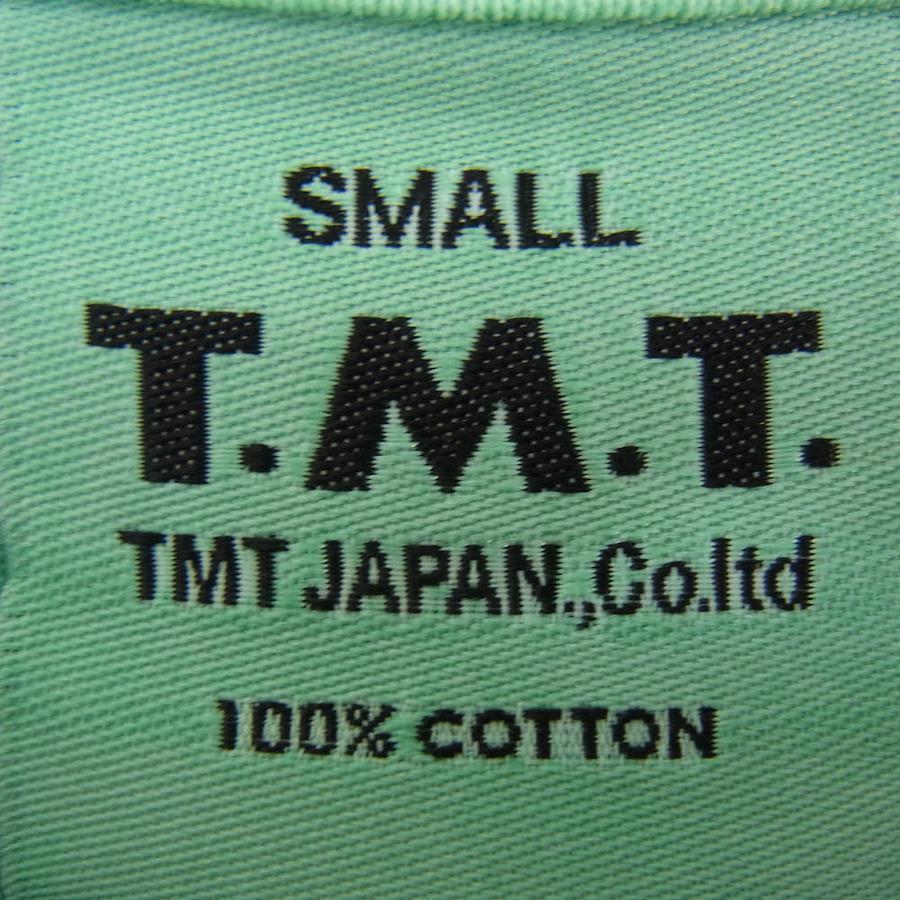 SMALL
T.M.T.
TMT JAPAN.,Co.ltd
100% COTTON